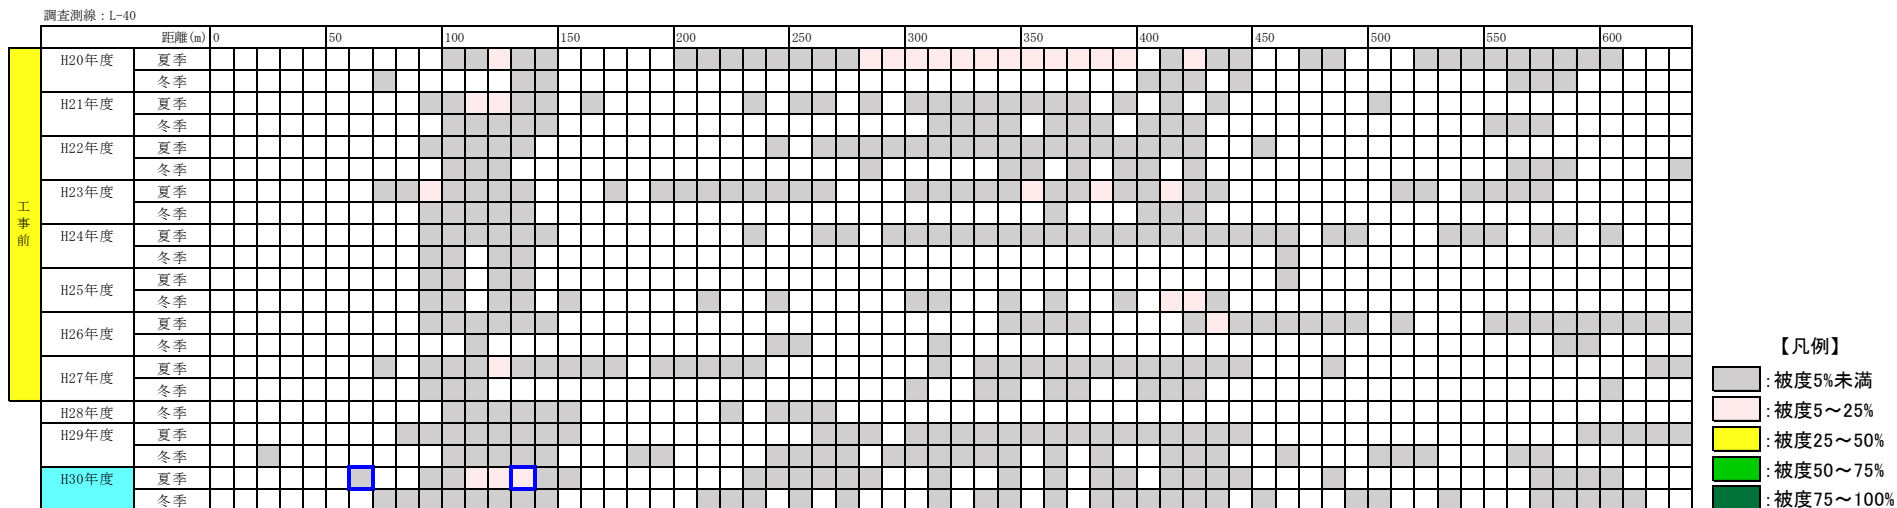 調査測線：L-40
距離(m) 0 50 100 150 200 250 300 350 400 450 500 550 600
工事前
H20年度 夏季
冬季
H21年度 夏季
冬季
H22年度 夏季
冬季
H23年度 夏季
冬季
H24年度 夏季
冬季
H25年度 夏季
冬季
H26年度 夏季
冬季
H27年度 夏季
冬季
H28年度 冬季
H29年度 夏季
冬季
H30年度 夏季
冬季
【凡例】
：被度5%未満
：被度5～25%
：被度25～50%
：被度50～75%
：被度75～100%